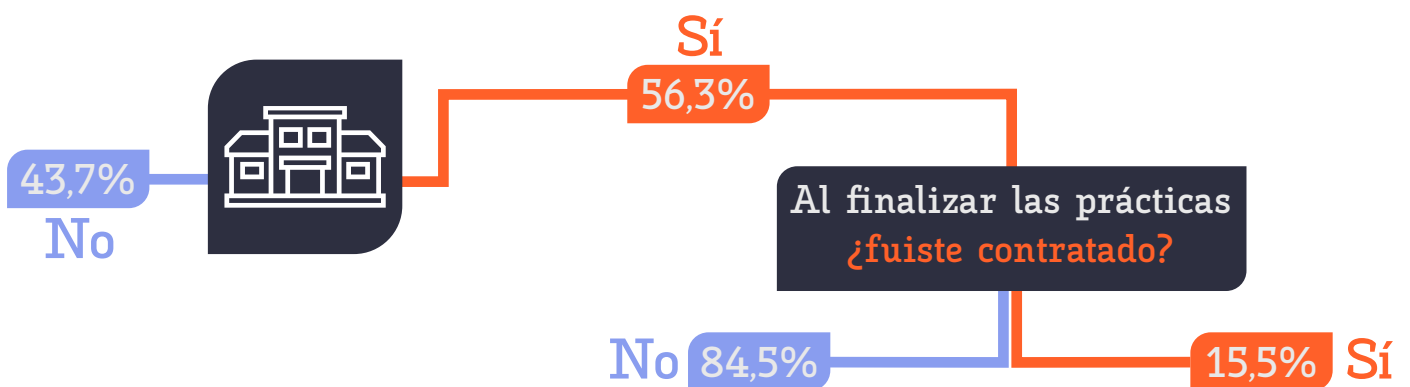 Sí
56,3%
43,7%
No
Al finalizar las prácticas
¿fuiste contratado?
No 84,5%
15,5% Sí